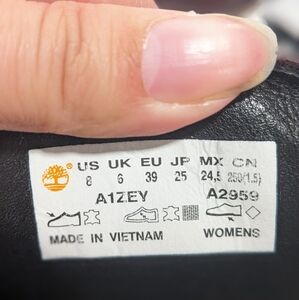 ® US UK EU JP MX CN
8 6 39 25 24,5 250(1.5)
A1ZEY A2959
MADE IN VIETNAM WOMENS